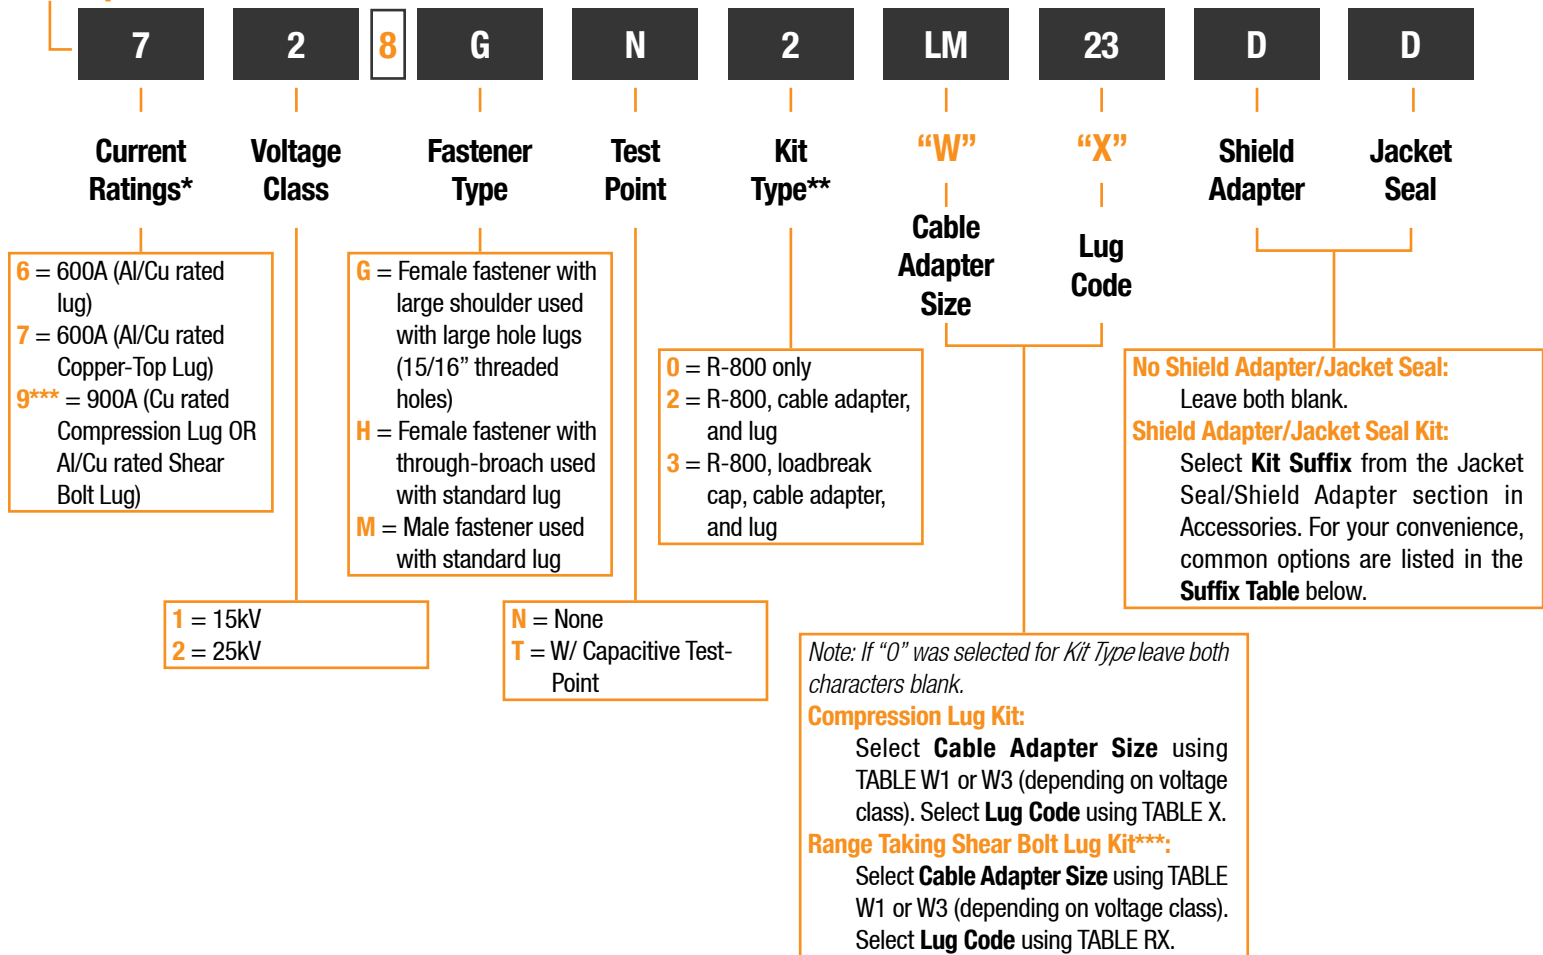 7 2 8 G N 2 LM 23 D D
Current
Ratings*
Voltage
Class
Fastener
Type
Test
Point
Kit
Type**
“W”
Cable
Adapter
Size
“X”
Lug
Code
Shield
Adapter
Jacket
Seal
6 = 600A (Al/Cu rated
lug)
7 = 600A (Al/Cu rated
Copper-Top Lug)
9*** = 900A (Cu rated
Compression Lug OR
Al/Cu rated Shear
Bolt Lug)
1 = 15kV
2 = 25kV
G = Female fastener with
large shoulder used
with large hole lugs
(15/16” threaded
holes)
H = Female fastener with
through-broach used
with standard lug
M = Male fastener used
with standard lug
N = None
T = W/ Capacitive Test-
Point
0 = R-800 only
2 = R-800, cable adapter,
and lug
3 = R-800, loadbreak
cap, cable adapter,
and lug
Note: If “0” was selected for Kit Type leave both
characters blank.
Compression Lug Kit:
Select Cable Adapter Size using
TABLE W1 or W3 (depending on voltage
class). Select Lug Code using TABLE X.
Range Taking Shear Bolt Lug Kit***:
Select Cable Adapter Size using TABLE
W1 or W3 (depending on voltage class).
Select Lug Code using TABLE RX.
No Shield Adapter/Jacket Seal:
Leave both blank.
Shield Adapter/Jacket Seal Kit:
Select Kit Suffix from the Jacket
Seal/Shield Adapter section in
Accessories. For your convenience,
common options are listed in the
Suffix Table below.